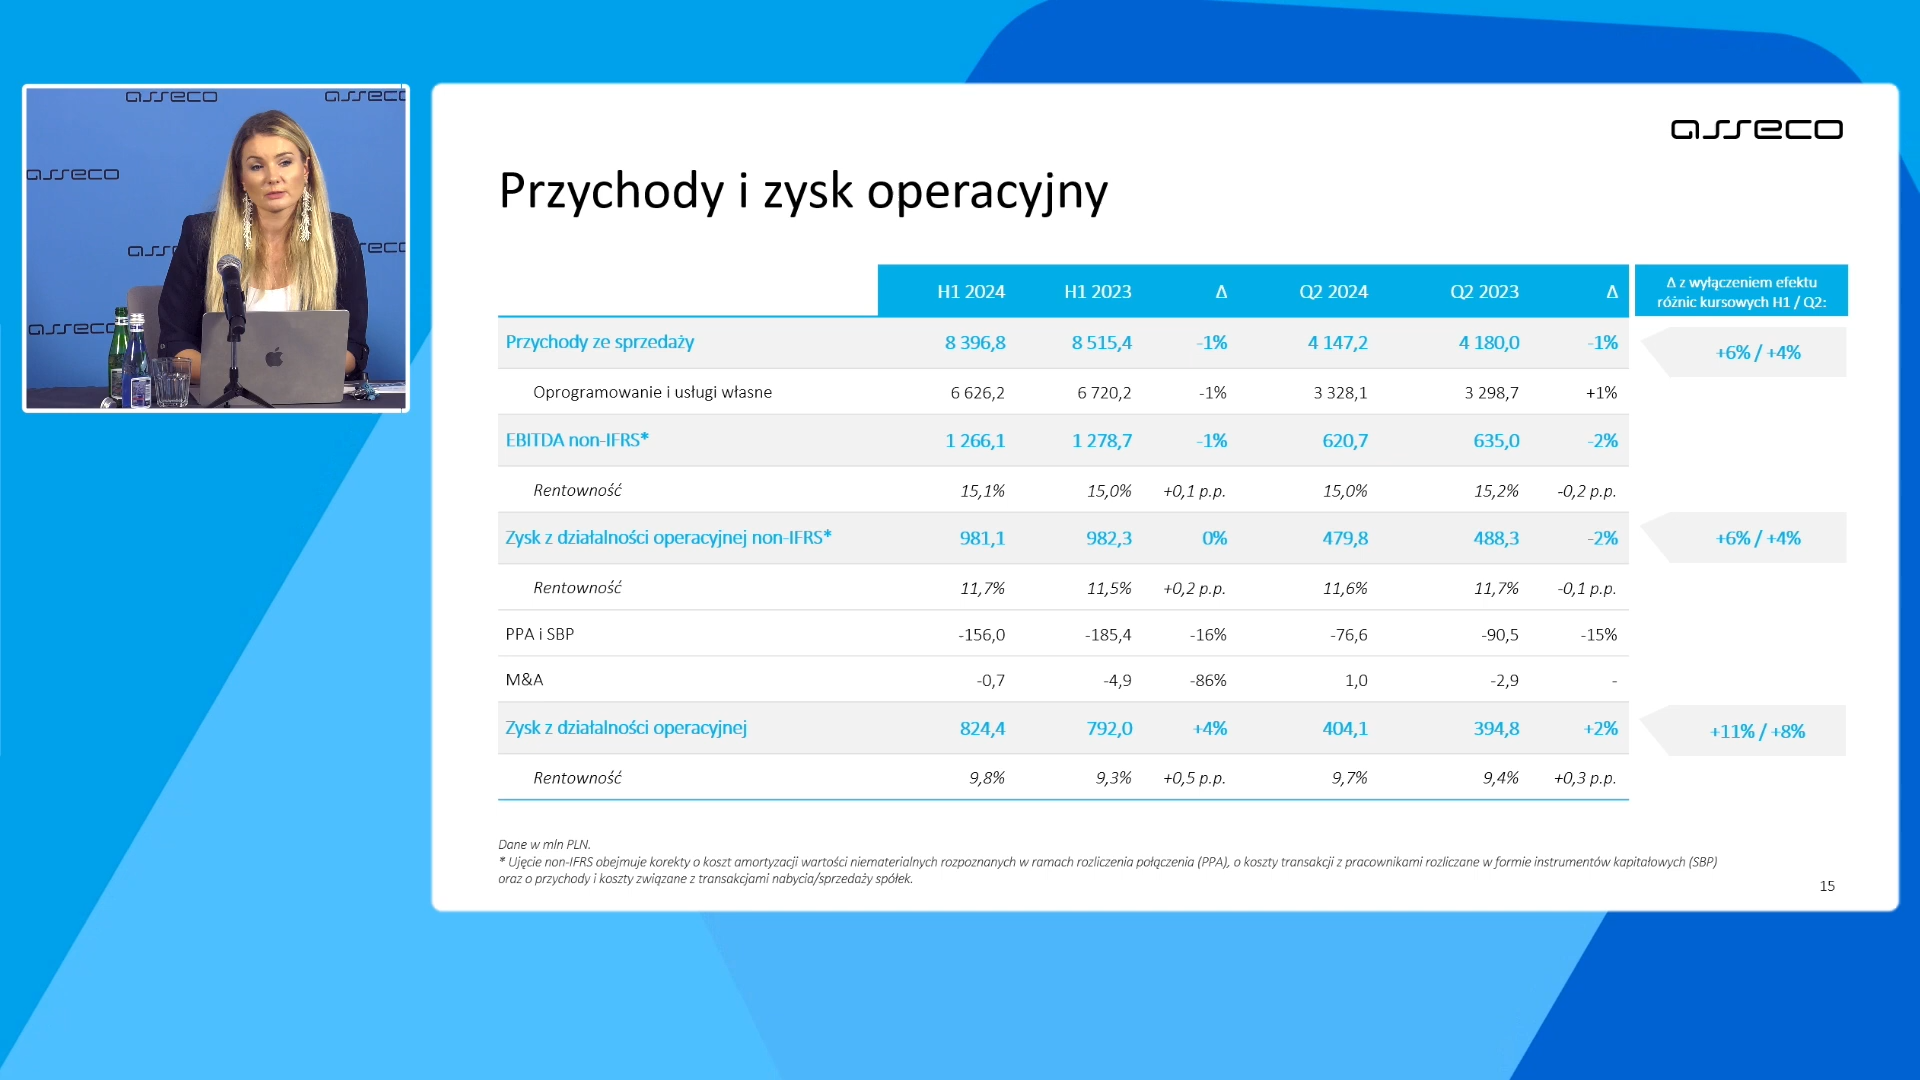 asseco
asseco
asseco
asseco
asseco
asseco
asseco
Przychody i zysk operacyjny
H1 2024 H1 2023 Δ Q2 2024 Q2 2023 Δ
Δ z wyłączeniem efektu
różnic kursowych H1 / Q2:
Przychody ze sprzedaży 8 396,8 8 515,4 -1% 4 147,2 4 180,0 -1% +6% / +4%
Oprogramowanie i usługi własne 6 626,2 6 720,2 -1% 3 328,1 3 298,7 +1%
EBITDA non-IFRS* 1 266,1 1 278,7 -1% 620,7 635,0 -2%
Rentowność 15,1% 15,0% +0,1 p.p. 15,0% 15,2% -0,2 p.p.
Zysk z działalności operacyjnej non-IFRS* 981,1 982,3 0% 479,8 488,3 -2% +6% / +4%
Rentowność 11,7% 11,5% +0,2 p.p. 11,6% 11,7% -0,1 p.p.
PPA i SBP -156,0 -185,4 -16% -76,6 -90,5 -15%
M&A -0,7 -4,9 -86% 1,0 -2,9 -
Zysk z działalności operacyjnej 824,4 792,0 +4% 404,1 394,8 +2% +11% / +8%
Rentowność 9,8% 9,3% +0,5 p.p. 9,7% 9,4% +0,3 p.p.
Dane w mln PLN.
* Ujęcie non-IFRS obejmuje korekty o koszt amortyzacji wartości niematerialnych rozpoznanych w ramach rozliczenia połączenia (PPA), o koszty transakcji z pracownikami rozliczane w formie instrumentów kapitałowych (SBP)
oraz o przychody i koszty związane z transakcjami nabycia/sprzedaży spółek.
15